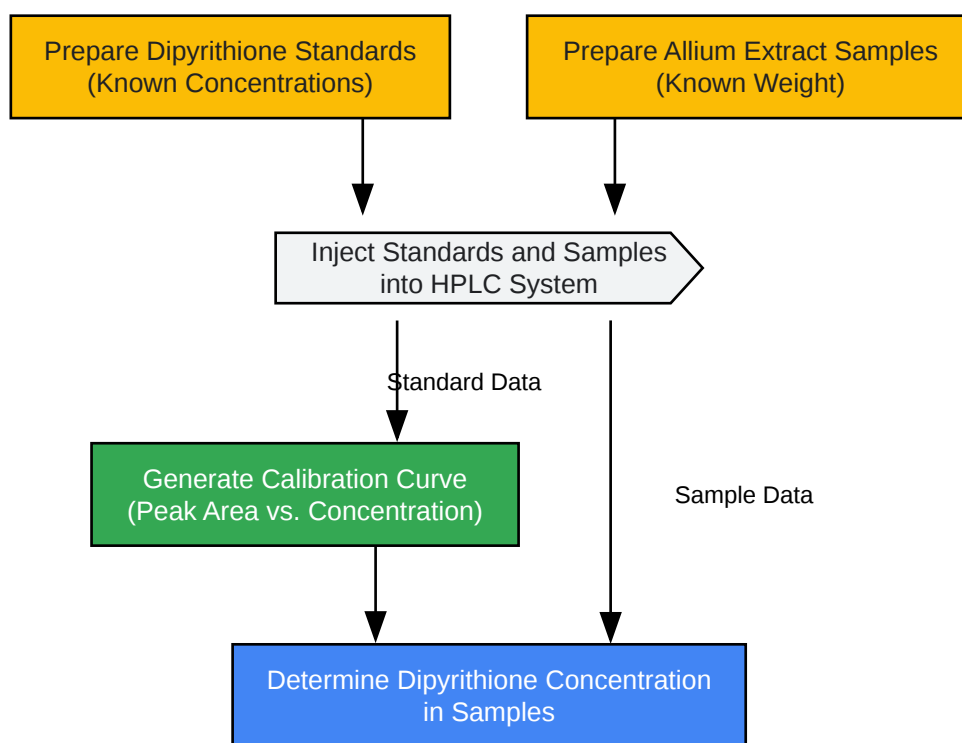 Prepare Dipyrithione Standards
(Known Concentrations)
Prepare Allium Extract Samples
(Known Weight)
Inject Standards and Samples
into HPLC System
Standard Data
Generate Calibration Curve
(Peak Area vs. Concentration)
Sample Data
Determine Dipyrithione Concentration
in Samples